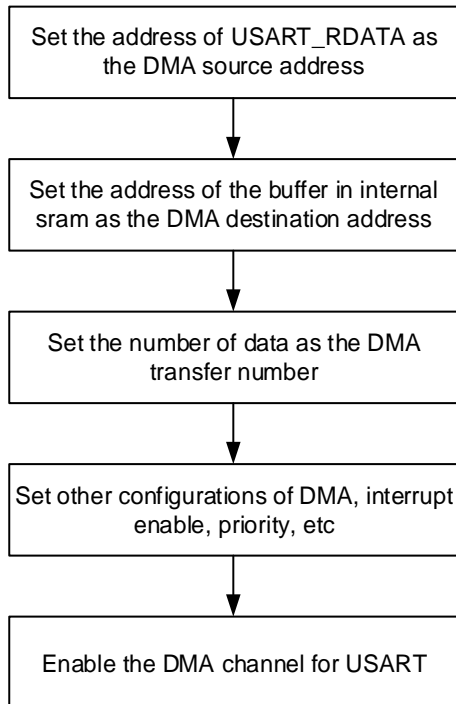 Set the address of USART_RDATA as
the DMA source address
Set the address of the buffer in internal
sram as the DMA destination address
Set the number of data as the DMA
transfer number
Set other configurations of DMA, interrupt
enable, priority, etc
Enable the DMA channel for USART